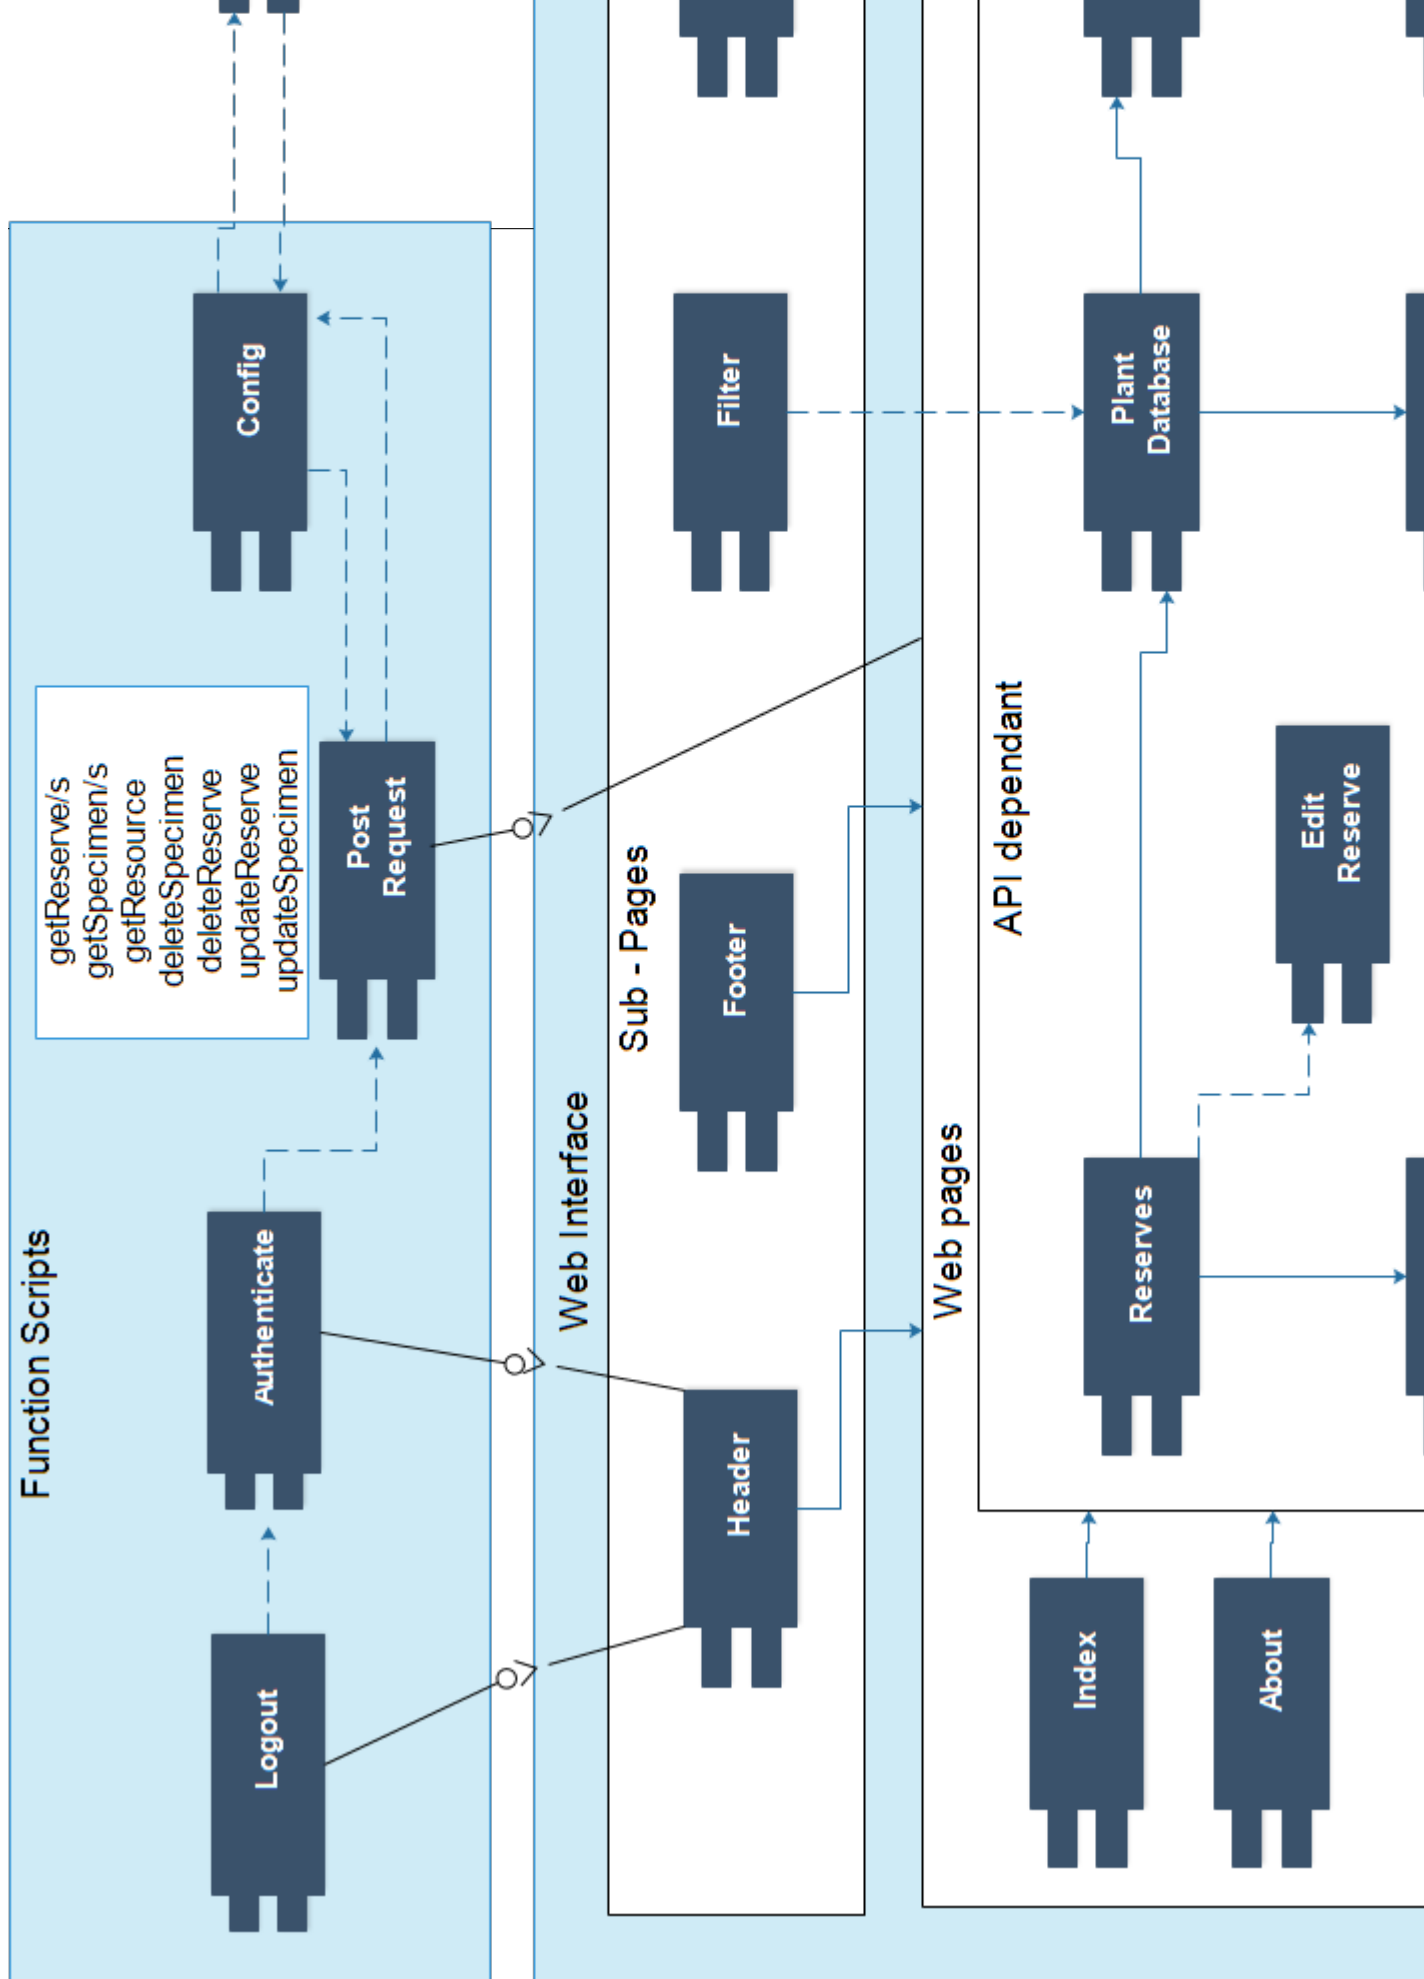 Function Scripts
Logout
Authenticate
getReserve/s
getSpecimen/s
getResource
deleteSpecimen
deleteReserve
updateReserve
updateSpecimen
Post
Request
Config
Web Interface
Sub - Pages
Header
Footer
Filter
Web pages
API dependant
Index
About
Reserves
Edit
Reserve
Plant
Database